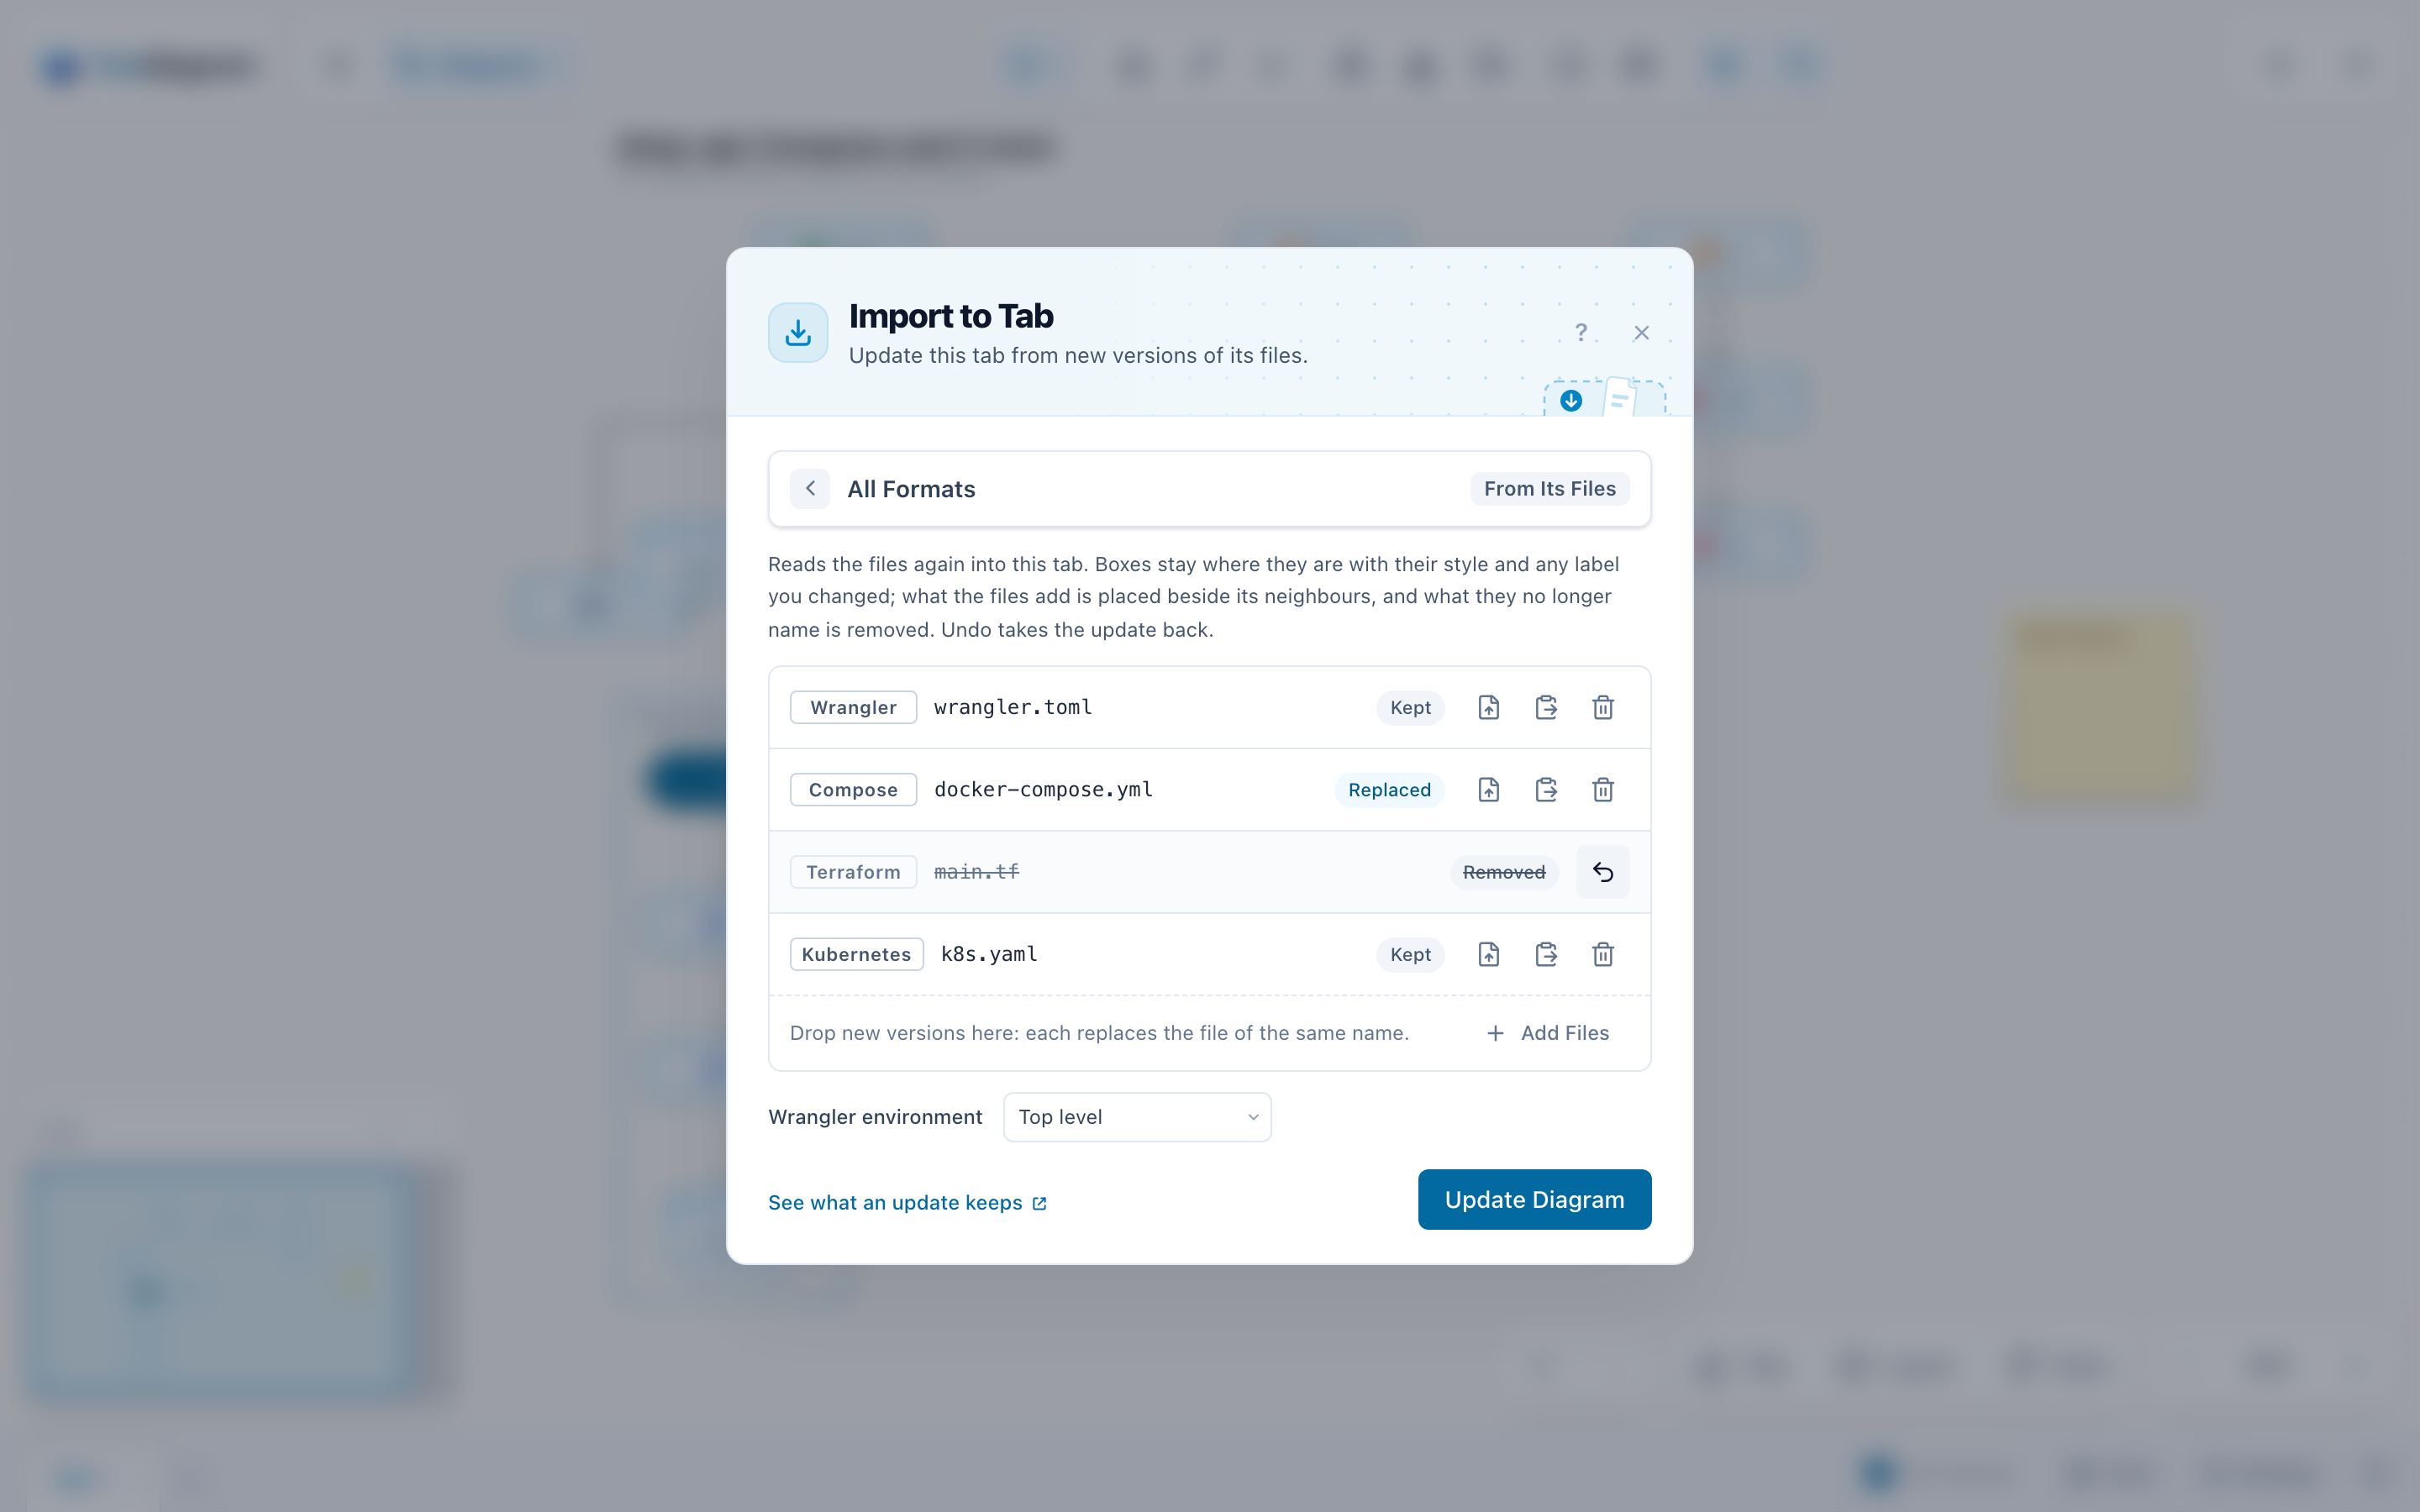 Import to Tab
Update this tab from new versions of its files.
?
All Formats
From Its Files
Reads the files again into this tab. Boxes stay where they are with their style and any label
you changed; what the files add is placed beside its neighbours, and what they no longer
name is removed. Undo takes the update back.
Wrangler wrangler.toml Kept
Compose docker-compose.yml Replaced
Terraform main.tf Removed
Kubernetes k8s.yaml Kept
Drop new versions here: each replaces the file of the same name. + Add Files
Wrangler environment Top level
See what an update keeps
Update Diagram